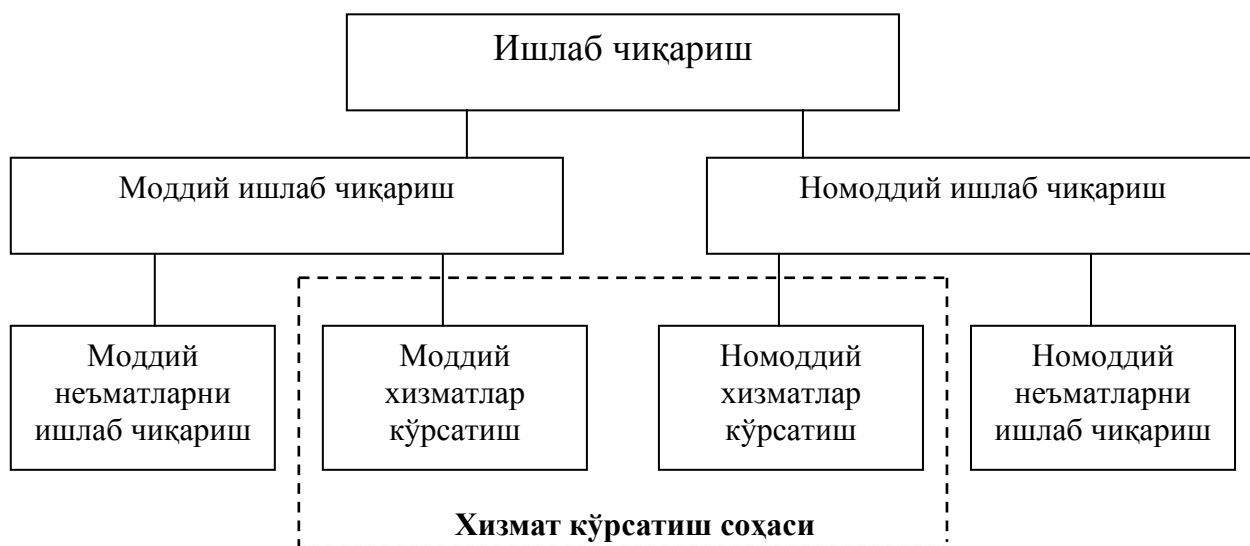 Ишлаб чиқариш
Моддий ишлаб чиқариш
Номоддий ишлаб чиқариш
Моддий
неъматларни
ишлаб чиқариш
Моддий
хизматлар
кўрсатиш
Номоддий
хизматлар
кўрсатиш
Номоддий
неъматларни
ишлаб чиқариш
Хизмат кўрсатиш соҳаси